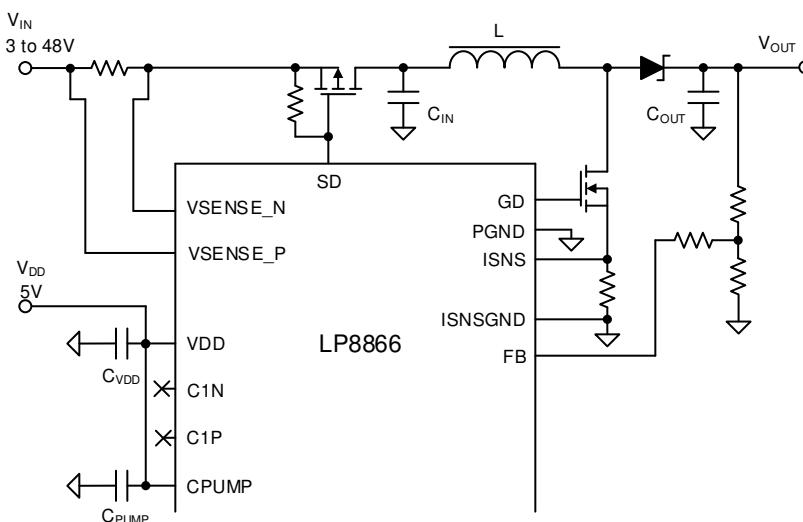 VIN
3 to 48V
L
VOUT
CIN
COUT
SD
VSENSE_N
GD
VSENSE_P
PGND
VDD
5V
ISNS
ISNSGND
VDD
LP8866
FB
CVDD
C1N
C1P
CPUMP
CPUMP